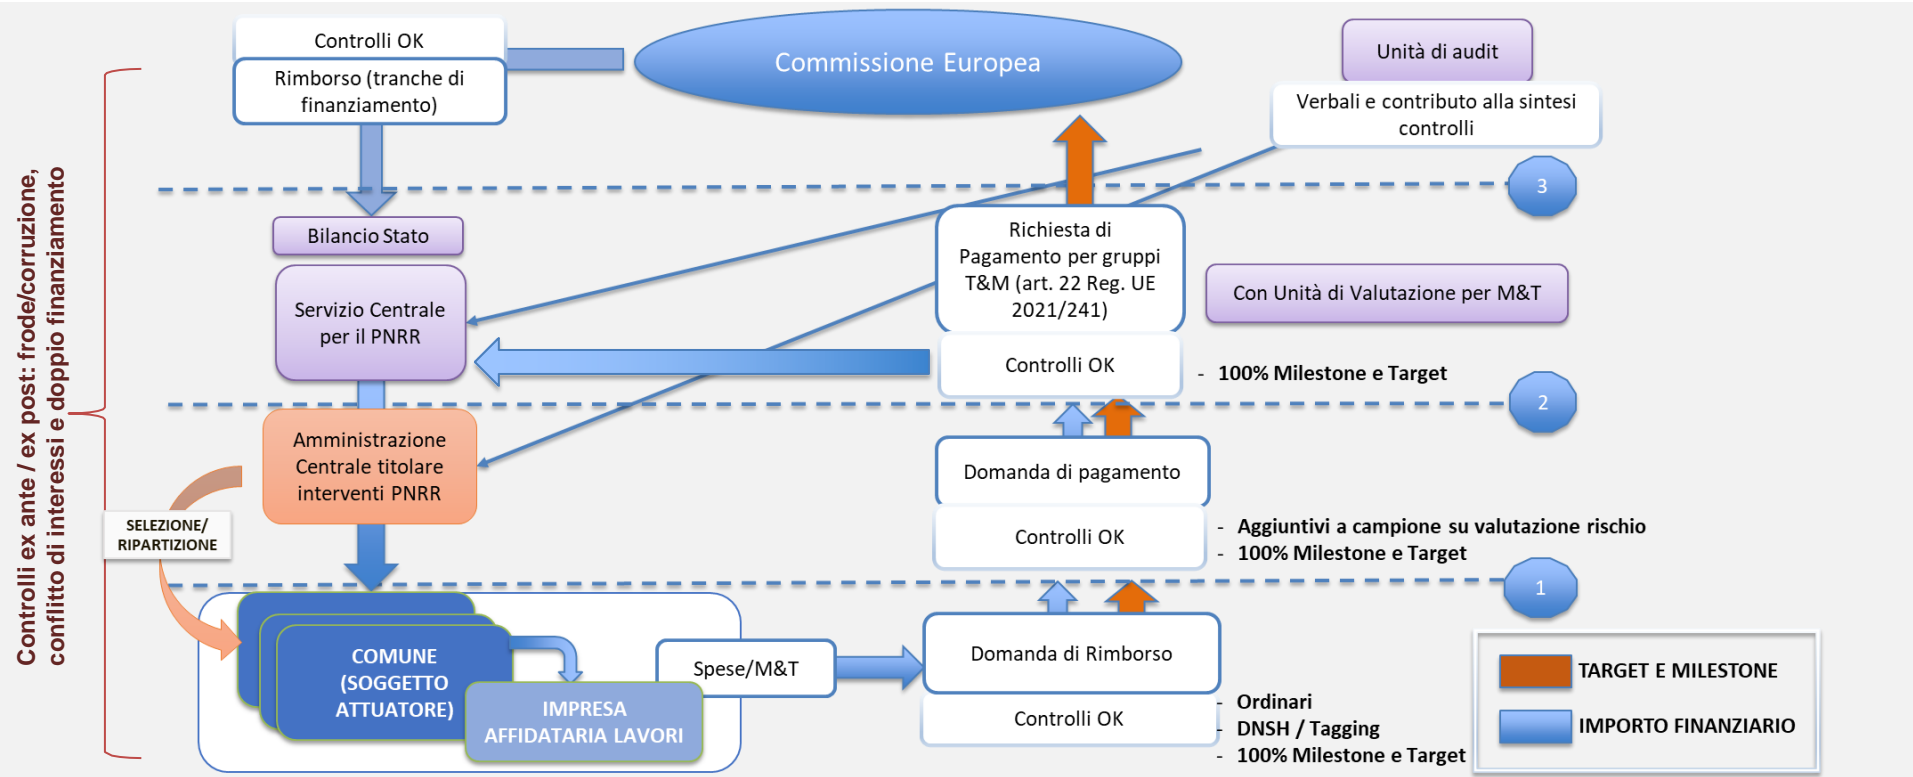 Controlli OK
Rimborso (tranche di
finanziamento)
Commissione Europea
Unità di audit
Verbali e contributo alla sintesi
controlli
3
Controlli ex ante / ex post: frode/corruzione,
conflitto di interessi e doppio finanziamento
Bilancio Stato
Servizio Centrale
per il PNRR
Richiesta di
Pagamento per gruppi
T&M (art. 22 Reg. UE
2021/241)
Con Unità di Valutazione per M&T
Controlli OK
- 100% Milestone e Target
2
Amministrazione
Centrale titolare
interventi PNRR
Domanda di pagamento
Controlli OK
- Aggiuntivi a campione su valutazione rischio
- 100% Milestone e Target
SELEZIONE/
RIPARTIZIONE
1
COMUNE
(SOGGETTO
ATTUATORE)
IMPRESA
AFFIDATARIA LAVORI
Spese/M&T
Domanda di Rimborso
Controlli OK
- Ordinari
- DNSH / Tagging
- 100% Milestone e Target
TARGET E MILESTONE
IMPORTO FINANZIARIO